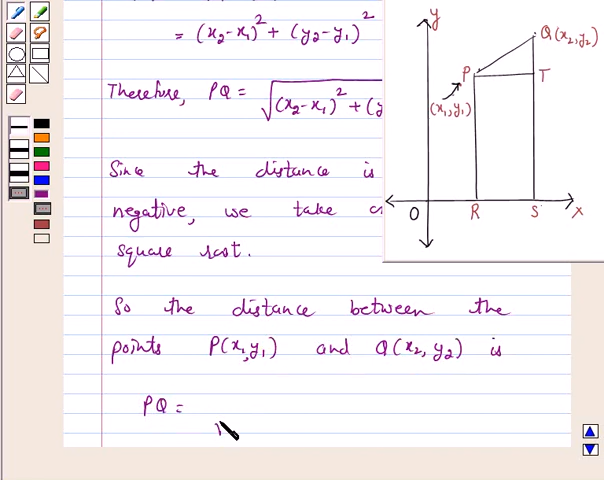 = (x₂-x₁)² + (y₂-y₁)²
Therefore, PQ = √(x₂-x₁)² + (y
Since the distance is
negative, we take
square root.
So the distance between the
points P(x₁,y₁) and Q(x₂,y₂) is
PQ =
y
Q(x₂,y₂)
P
T
(x₁,y₁)
O
R
S
x